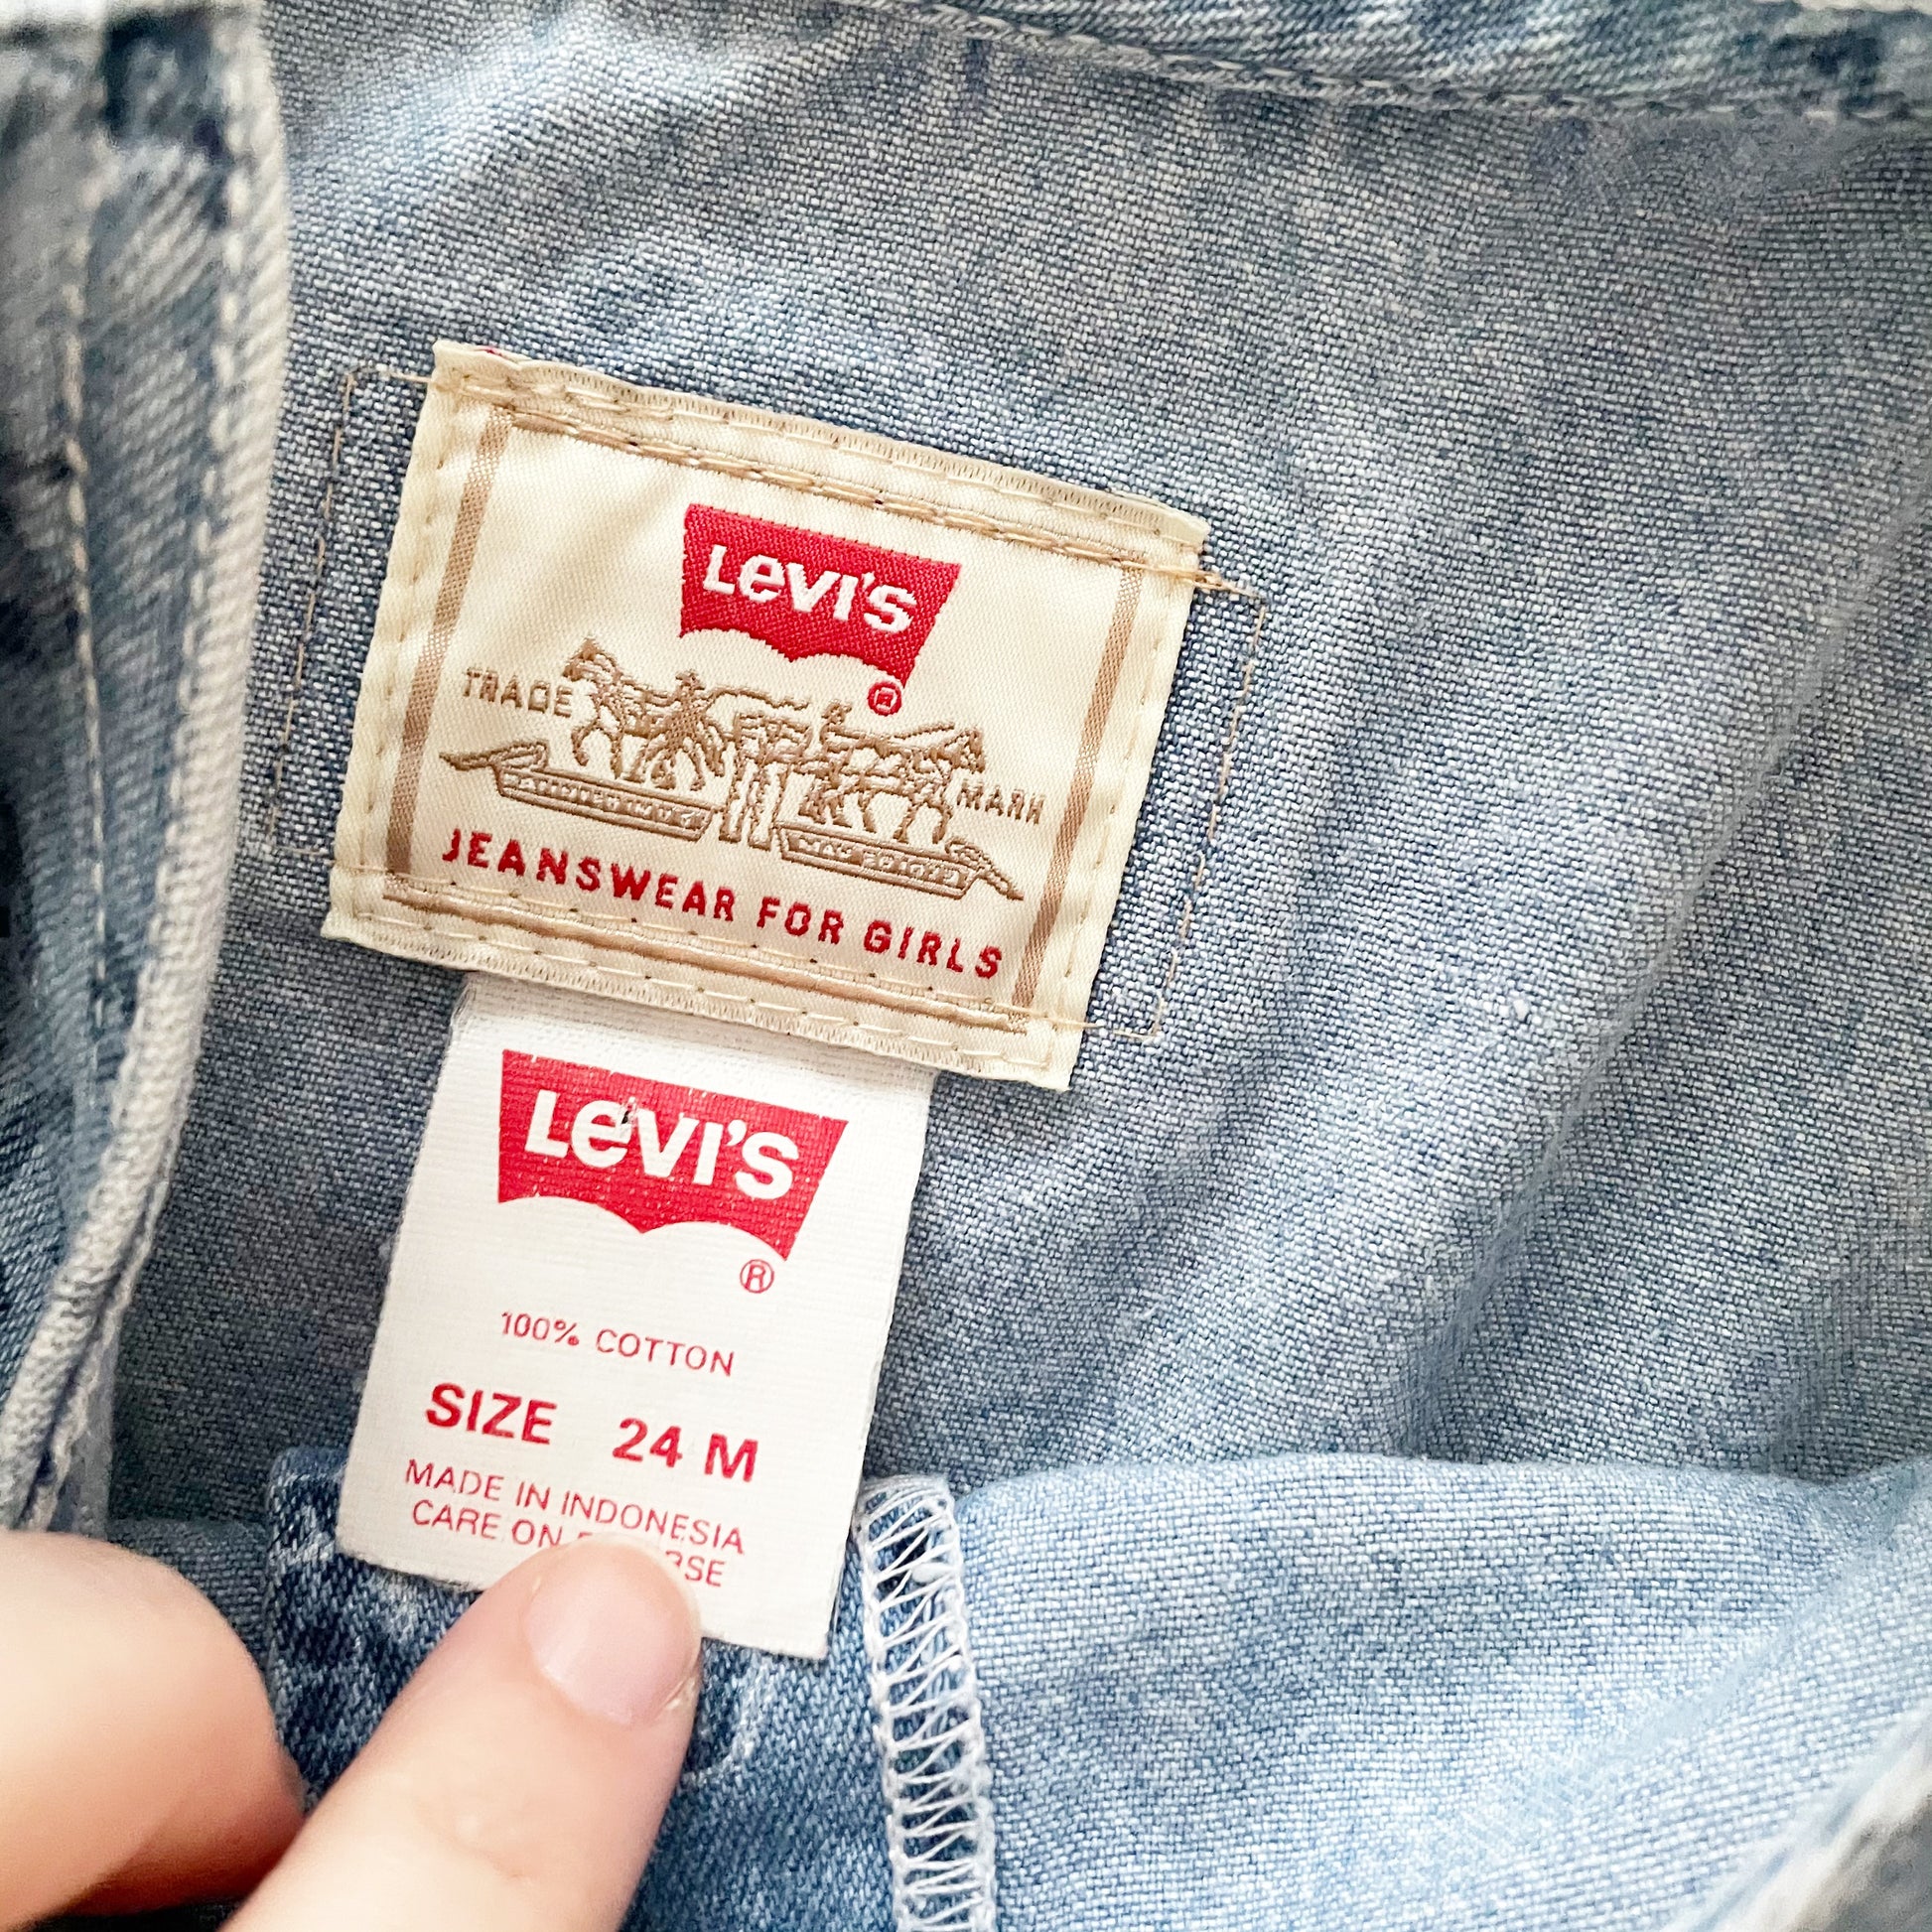 LEVI'S
®
TRADE
MARK
JEANSWEAR FOR GIRLS
LEVI'S
®
100% COTTON
SIZE 24 M
MADE IN INDONESIA
CARE ON